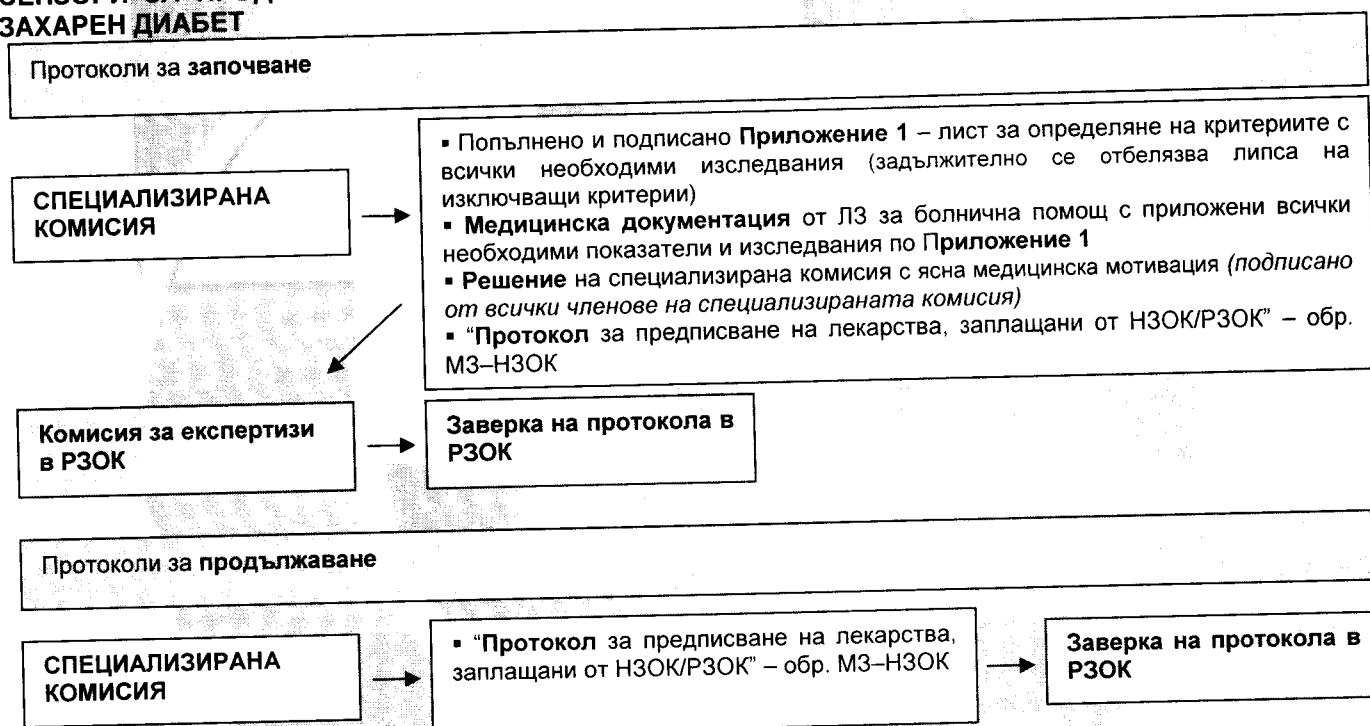 ЗАХАРЕН ДИАБЕТ
Протоколи за започване
СПЕЦИАЛИЗИРАНА
КОМИСИЯ
▪ Попълнено и подписано Приложение 1 – лист за определяне на критериите с
всички необходими изследвания (задължително се отбелязва липса на
изключващи критерии)
▪ Медицинска документация от ЛЗ за болнична помощ с приложени всички
необходими показатели и изследвания по Приложение 1
▪ Решение на специализирана комисия с ясна медицинска мотивация (подписано
от всички членове на специализираната комисия)
▪ “Протокол за предписване на лекарства, заплащани от НЗОК/РЗОК” – обр.
МЗ–НЗОК
Комисия за експертизи
в РЗОК
Заверка на протокола в
РЗОК
Протоколи за продължаване
СПЕЦИАЛИЗИРАНА
КОМИСИЯ
▪ “Протокол за предписване на лекарства,
заплащани от НЗОК/РЗОК” – обр. МЗ–НЗОК
Заверка на протокола в
РЗОК